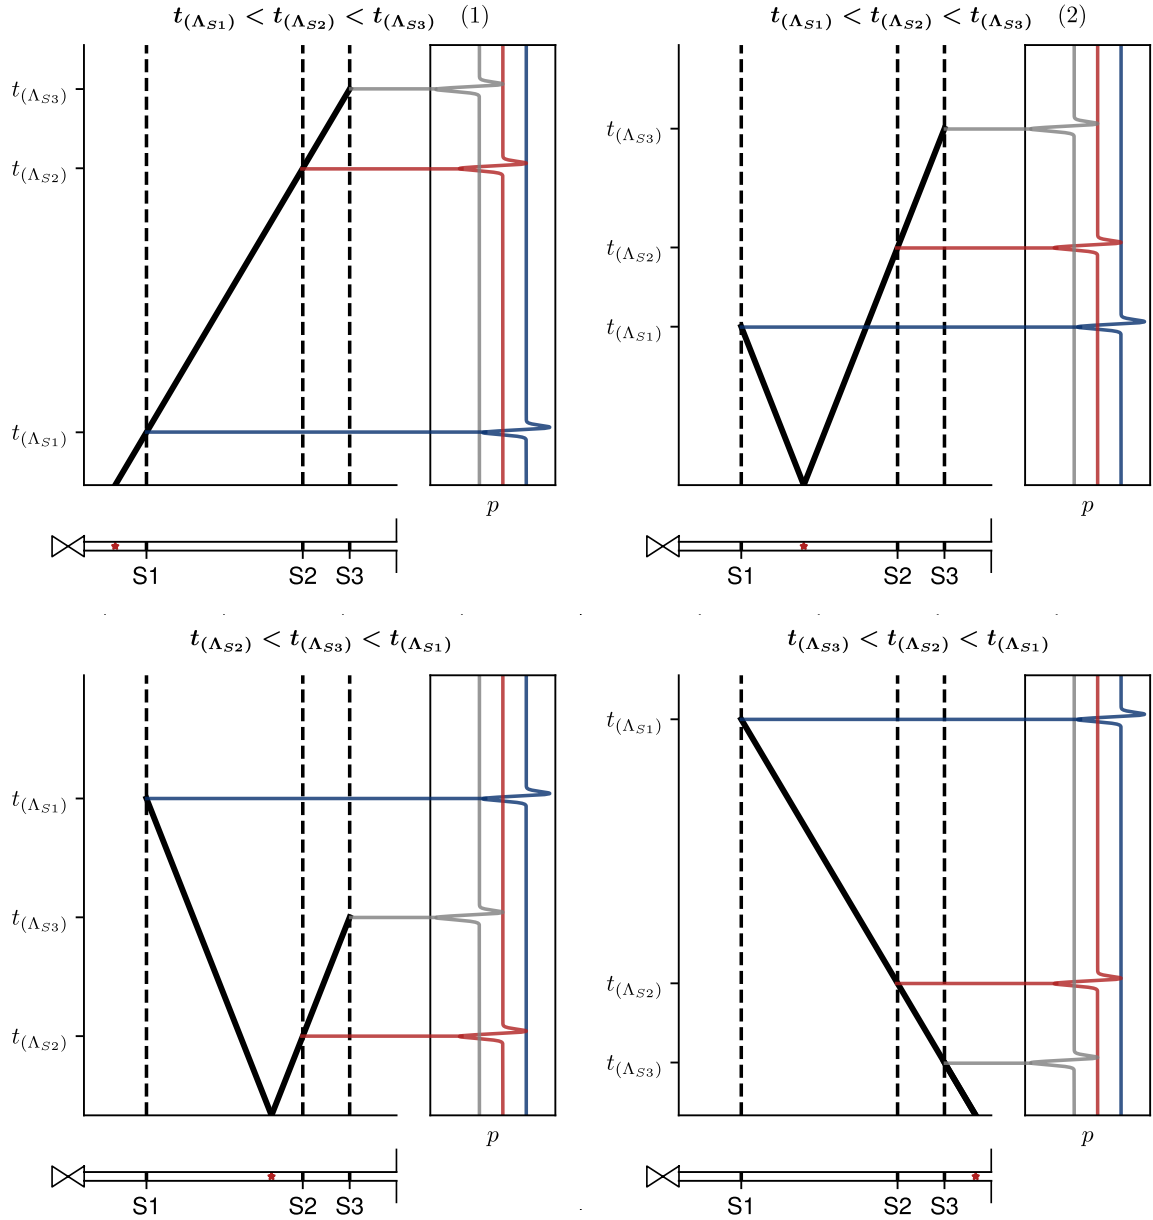 t(ΛS1) < t(ΛS2) < t(ΛS3) (1)
t(ΛS3)
t(ΛS2)
t(ΛS1)
p
S1 S2 S3
t(ΛS1) < t(ΛS2) < t(ΛS3) (2)
t(ΛS3)
t(ΛS2)
t(ΛS1)
p
S1 S2 S3
t(ΛS2) < t(ΛS3) < t(ΛS1)
t(ΛS1)
t(ΛS3)
t(ΛS2)
p
S1 S2 S3
t(ΛS3) < t(ΛS2) < t(ΛS1)
t(ΛS1)
t(ΛS2)
t(ΛS3)
p
S1 S2 S3